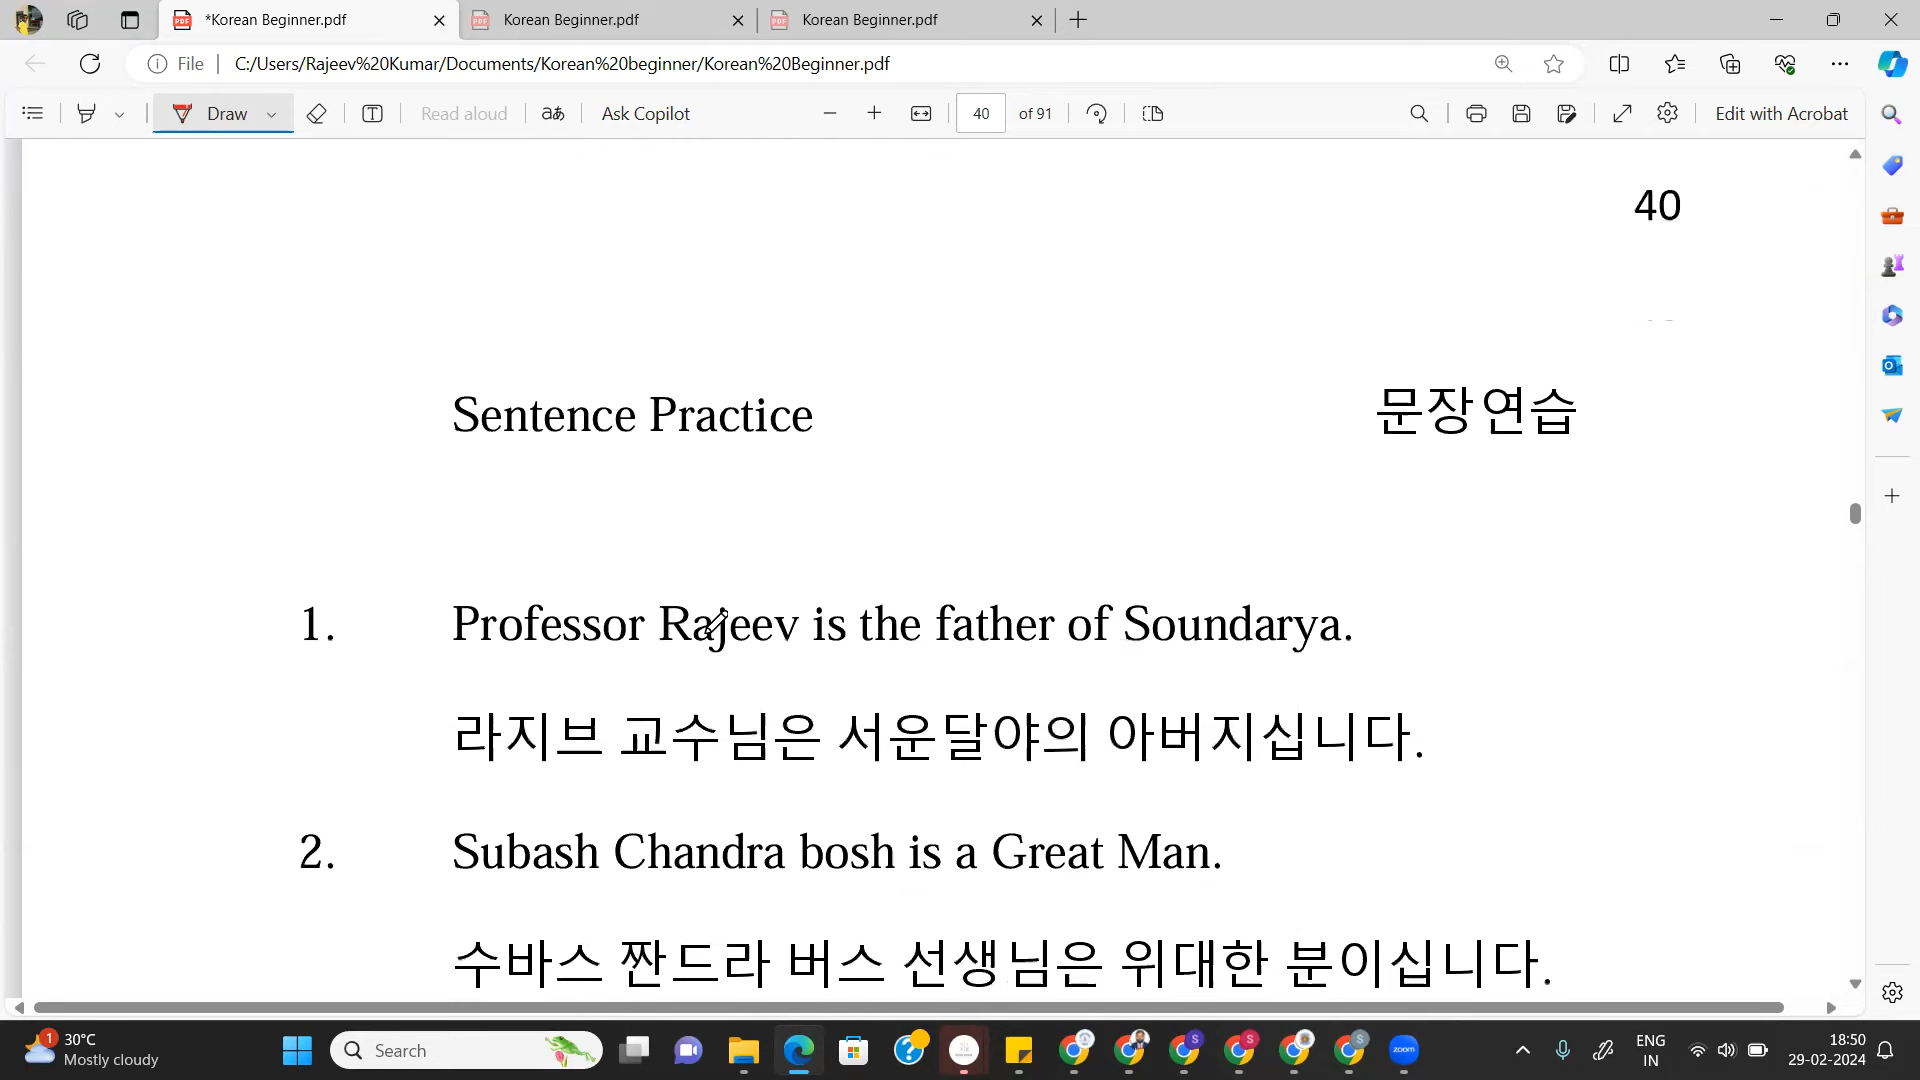 *Korean Beginner.pdf
Korean Beginner.pdf
Korean Beginner.pdf
File
C:/Users/Rajeev%20Kumar/Documents/Korean%20beginner/Korean%20Beginner.pdf
Draw
Read aloud
aあ
Ask Copilot
40 of 91
Edit with Acrobat
40
Sentence Practice 문장연습
1. Professor Rajeev is the father of Soundarya.
라지브 교수님은 서운달야의 아버지십니다.
2. Subash Chandra bosh is a Great Man.
수바스 짠드라 버스 선생님은 위대한 분이십니다.
1
30°C
Mostly cloudy
Search
zoom
ENG
IN
18:50
29-02-2024